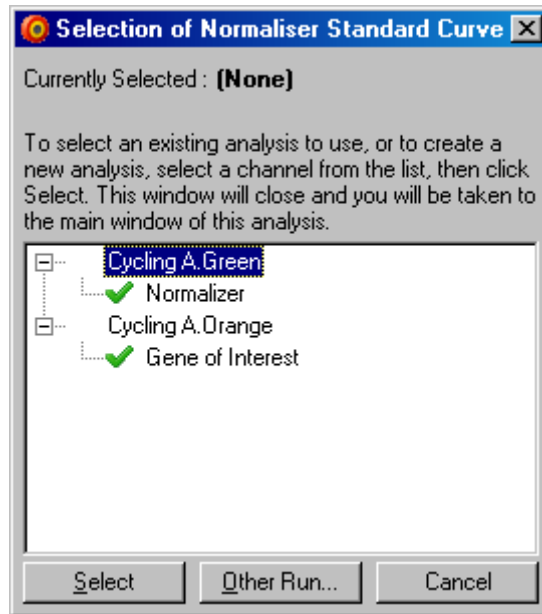 Selection of Normaliser Standard Curve
Currently Selected : (None)
To select an existing analysis to use, or to create a
new analysis, select a channel from the list, then click
Select. This window will close and you will be taken to
the main window of this analysis.
Cycling A.Green
Normalizer
Cycling A.Orange
Gene of Interest
Select Other Run... Cancel